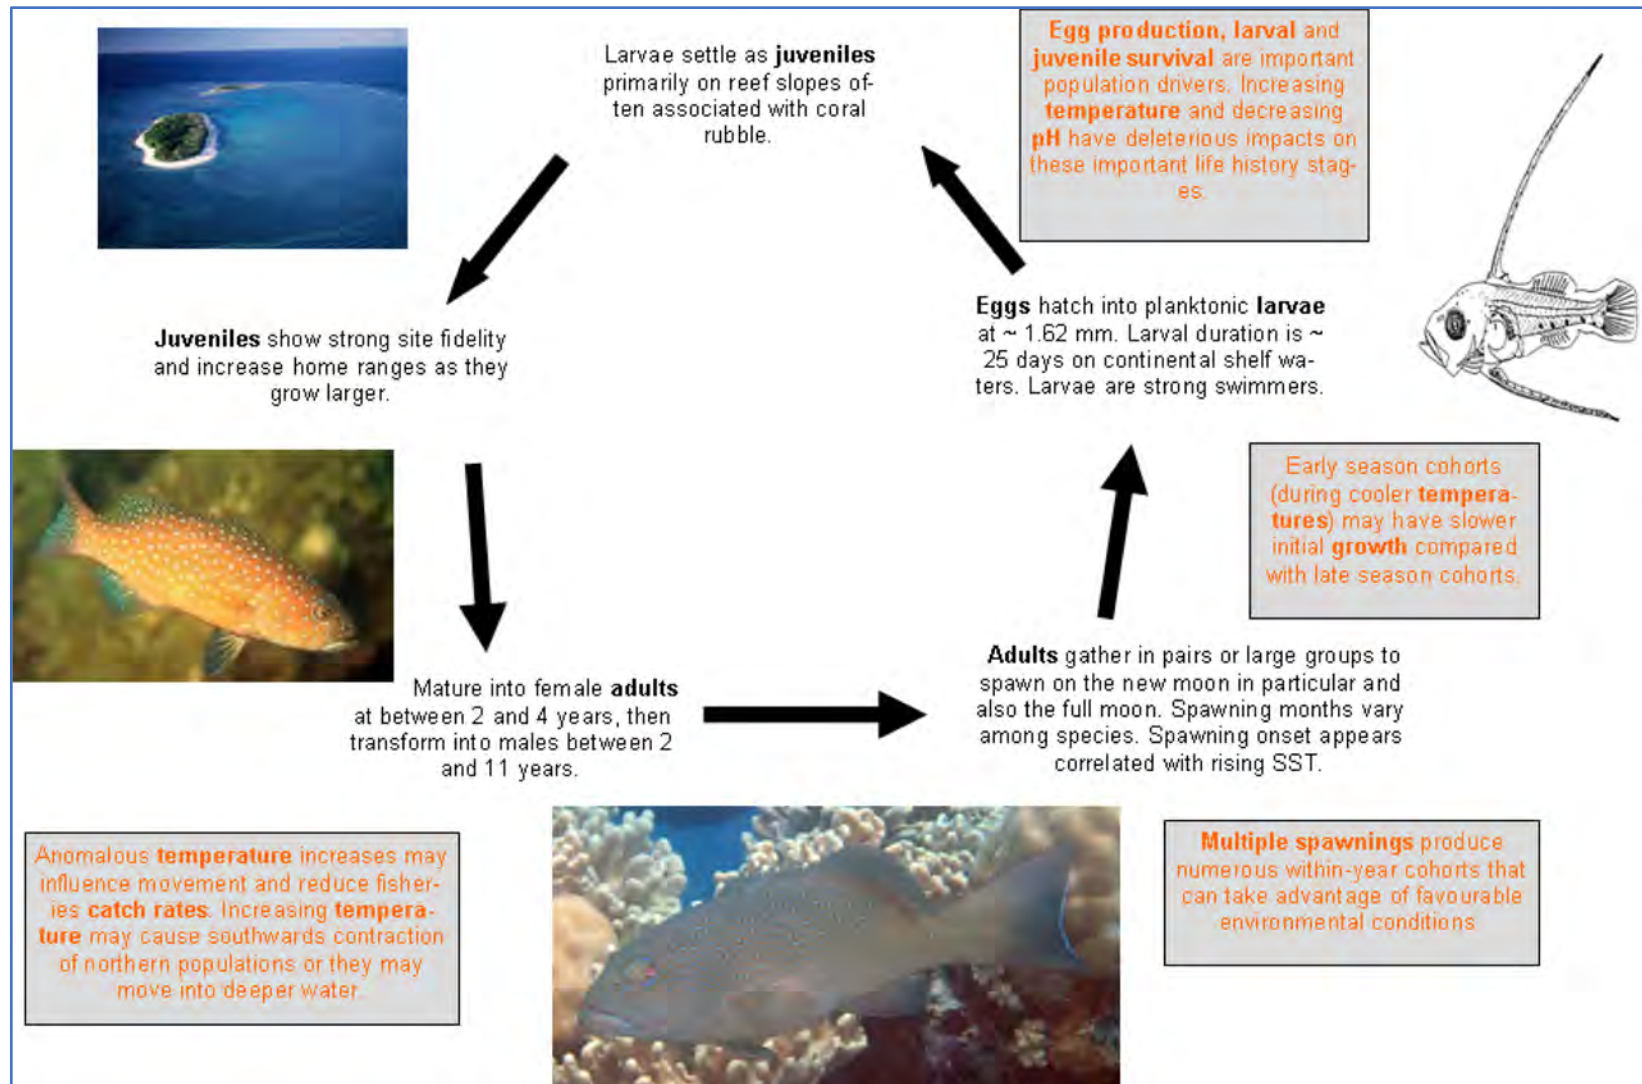 Larvae settle as juveniles
primarily on reef slopes of-
ten associated with coral
rubble.
Egg production, larval and
juvenile survival are important
population drivers. Increasing
temperature and decreasing
pH have deleterious impacts on
these important life history stag-
es.
Juveniles show strong site fidelity
and increase home ranges as they
grow larger.
Eggs hatch into planktonic larvae
at ~ 1.62 mm. Larval duration is ~
25 days on continental shelf wa-
ters. Larvae are strong swimmers.
Early season cohorts
(during cooler tempera-
tures) may have slower
initial growth compared
with late season cohorts.
Mature into female adults
at between 2 and 4 years, then
transform into males between 2
and 11 years.
Adults gather in pairs or large groups to
spawn on the new moon in particular and
also the full moon. Spawning months vary
among species. Spawning onset appears
correlated with rising SST.
Anomalous temperature increases may
influence movement and reduce fisher-
ies catch rates. Increasing tempera-
ture may cause southwards contraction
of northern populations or they may
move into deeper water
Multiple spawnings produce
numerous within-year cohorts that
can take advantage of favourable
environmental conditions